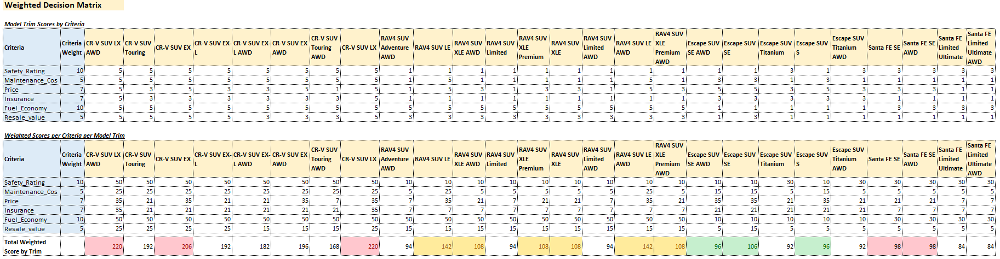 Weighted Decision Matrix
Model Trim Scores by Criteria
Criteria Criteria Weight CR-V SUV LX AWD CR-V SUV Touring CR-V SUV EX CR-V SUV EX-L CR-V SUV EX-L AWD CR-V SUV EX AWD CR-V SUV Touring AWD CR-V SUV LX RAV4 SUV Adventure AWD RAV4 SUV LE RAV4 SUV XLE AWD RAV4 SUV Limited RAV4 SUV XLE Premium RAV4 SUV XLE RAV4 SUV Limited AWD RAV4 SUV LE AWD RAV4 SUV XLE Premium AWD Escape SUV SE AWD Escape SUV SE Escape SUV Titanium Escape SUV S Escape SUV Titanium AWD Santa FE SE Santa FE SE AWD Santa FE Limited Ultimate Santa FE Limited Ultimate AWD
Safety_Rating 10 5 5 5 5 5 5 5 5 1 1 1 1 1 1 1 1 1 1 1 3 1 3 3 3 3 3
Maintenance_Cos 5 5 5 5 5 5 5 5 5 1 5 1 1 1 1 1 5 1 3 3 1 3 1 1 1 1 1
Price 7 5 3 5 3 3 5 1 5 1 5 3 1 3 3 1 5 3 5 5 3 5 3 3 3 1 1
Insurance 7 5 3 3 3 3 3 3 5 1 1 1 1 1 1 1 1 1 3 3 3 3 3 1 1 1 1
Fuel_Economy 10 5 5 5 5 5 5 5 5 5 5 5 5 5 5 5 5 5 1 1 1 1 1 3 3 3 3
Resale_value 5 5 5 5 5 3 3 3 5 3 3 3 3 3 3 3 3 3 1 3 1 1 1 1 1 1 1
Weighted Scores per Criteria per Model Trim
Criteria Criteria Weight CR-V SUV LX AWD CR-V SUV Touring CR-V SUV EX CR-V SUV EX-L CR-V SUV EX-L AWD CR-V SUV EX AWD CR-V SUV Touring AWD CR-V SUV LX RAV4 SUV Adventure AWD RAV4 SUV LE RAV4 SUV XLE AWD RAV4 SUV Limited RAV4 SUV XLE Premium RAV4 SUV XLE RAV4 SUV Limited AWD RAV4 SUV LE AWD RAV4 SUV XLE Premium AWD Escape SUV SE AWD Escape SUV SE Escape SUV Titanium Escape SUV S Escape SUV Titanium AWD Santa FE SE Santa FE SE AWD Santa FE Limited Ultimate Santa FE Limited Ultimate AWD
Safety_Rating 10 50 50 50 50 50 50 50 50 10 10 10 10 10 10 10 10 10 10 10 30 10 30 30 30 30 30
Maintenance_Cos 5 25 25 25 25 25 25 25 25 5 25 5 5 5 5 5 25 5 15 15 5 15 5 5 5 5 5
Price 7 35 21 35 21 21 35 7 35 7 35 21 7 21 21 7 35 21 35 35 21 35 21 21 21 7 7
Insurance 7 35 21 21 21 21 21 21 35 7 7 7 7 7 7 7 7 7 21 21 21 21 21 7 7 7 7
Fuel_Economy 10 50 50 50 50 50 50 50 50 50 50 50 50 50 50 50 50 50 10 10 10 10 10 30 30 30 30
Resale_value 5 25 25 25 25 15 15 15 25 15 15 15 15 15 15 15 15 15 5 15 5 5 5 5 5 5 5
Total Weighted Score by Trim 220 192 206 192 182 196 168 220 94 142 108 94 108 108 94 142 108 96 106 92 96 92 98 98 84 84